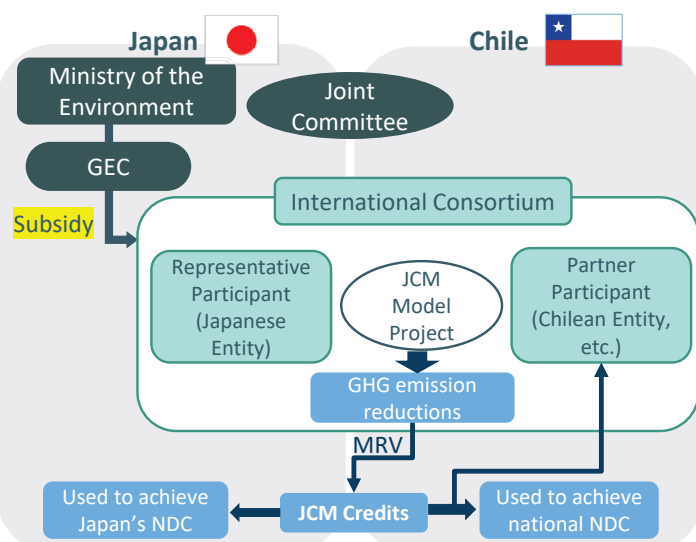 Japan
Chile
Ministry of the
Environment
Joint
Committee
GEC
Subsidy
International Consortium
Representative
Participant
(Japanese
Entity)
JCM
Model
Project
Partner
Participant
(Chilean Entity,
etc.)
GHG emission
reductions
MRV
Used to achieve
Japan’s NDC
JCM Credits
Used to achieve
national NDC